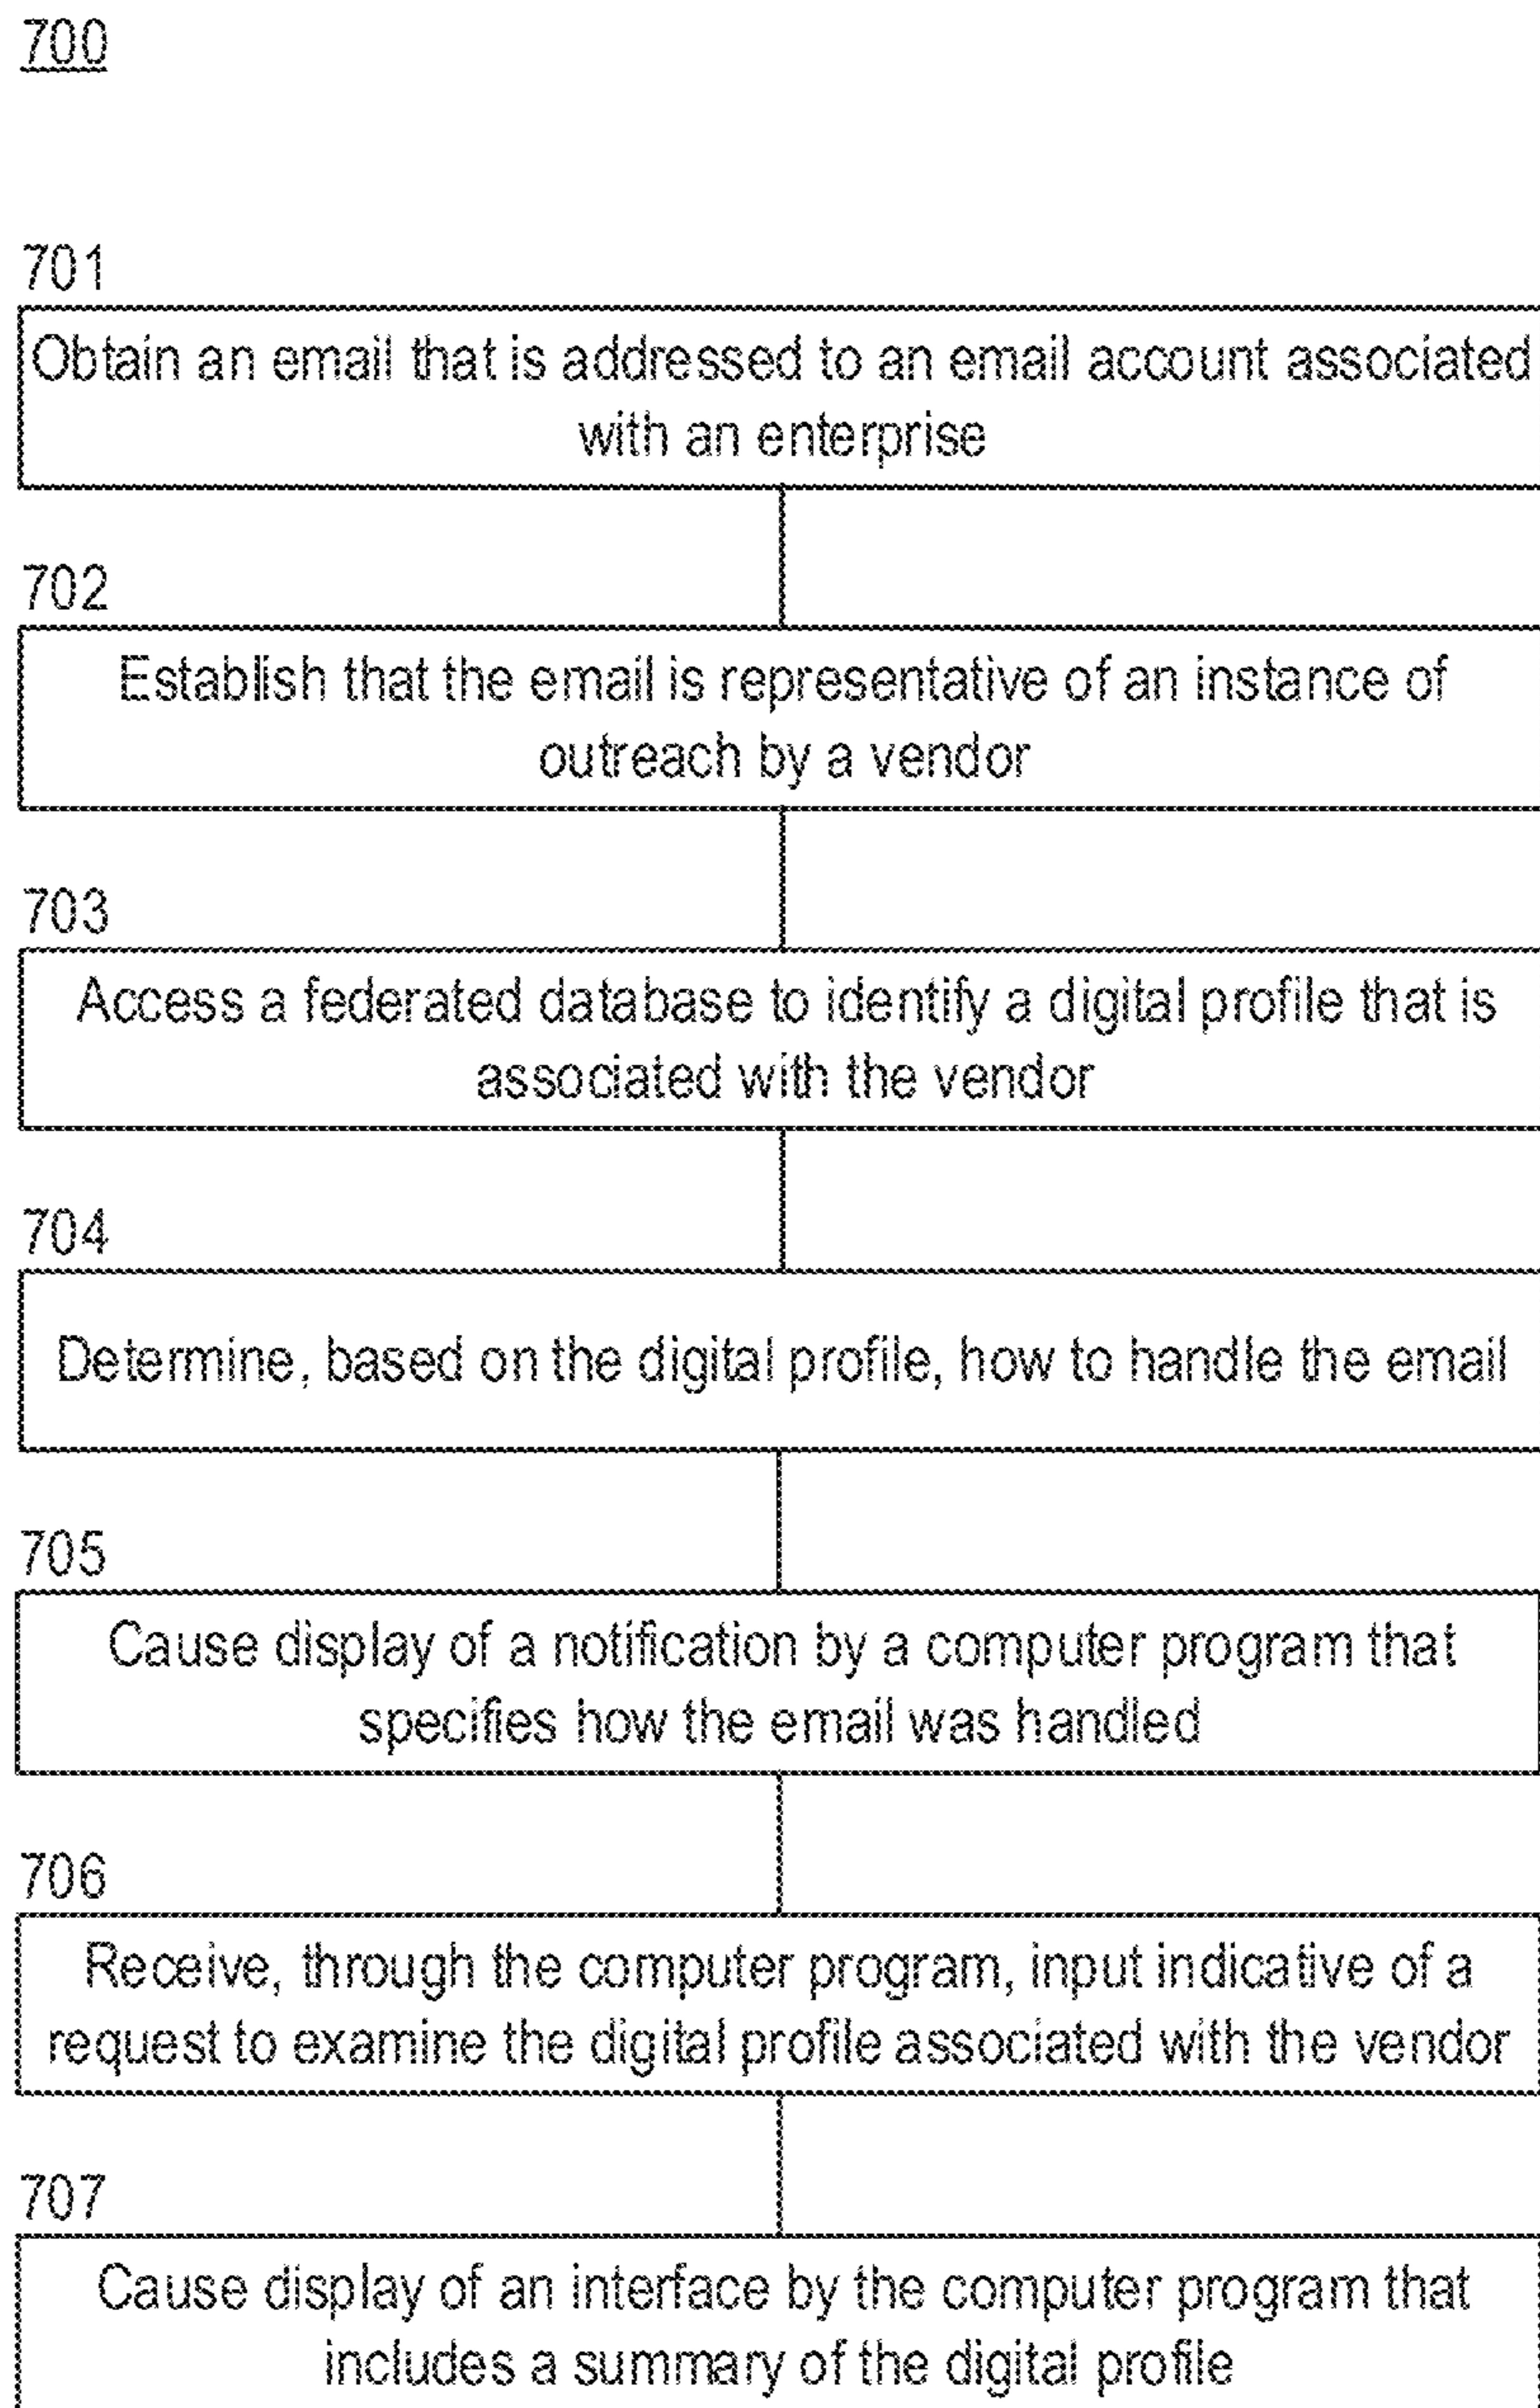 700
701
Obtain an email that is addressed to an email account associated
with an enterprise
702
Establish that the email is representative of an instance of
outreach by a vendor
703
Access a federated database to identify a digital profile that is
associated with the vendor
704
Determine, based on the digital profile, how to handle the email
705
Cause display of a notification by a computer program that
specifies how the email was handled
706
Receive, through the computer program, input indicative of a
request to examine the digital profile associated with the vendor
707
Cause display of an interface by the computer program that
includes a summary of the digital profile